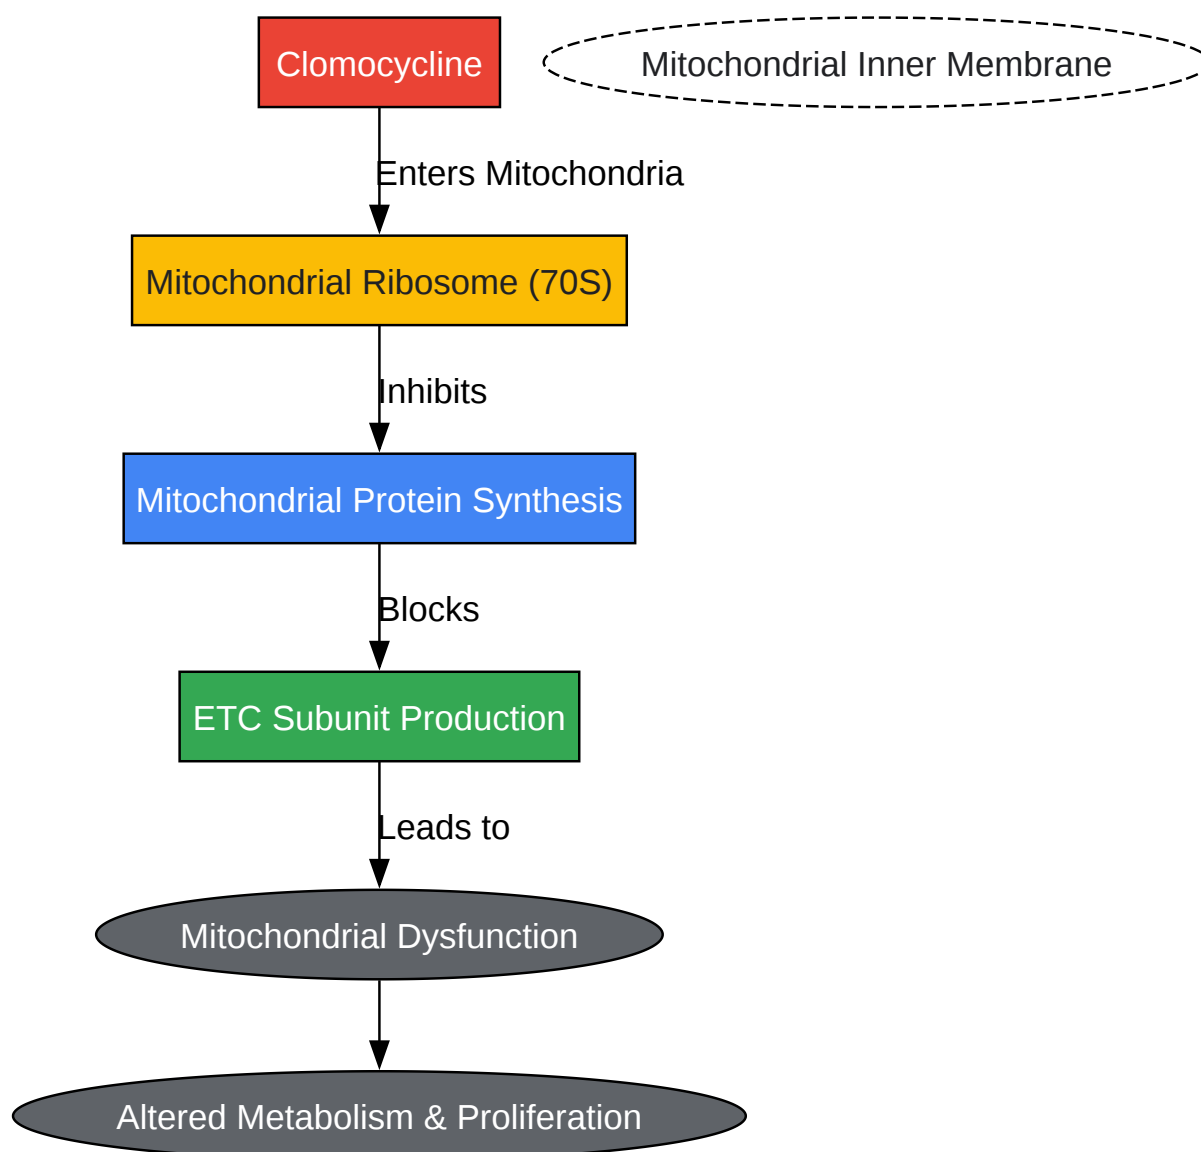 Clomocycline
Mitochondrial Inner Membrane
Enters Mitochondria
Mitochondrial Ribosome (70S)
Inhibits
Mitochondrial Protein Synthesis
Blocks
ETC Subunit Production
Leads to
Mitochondrial Dysfunction
Altered Metabolism & Proliferation